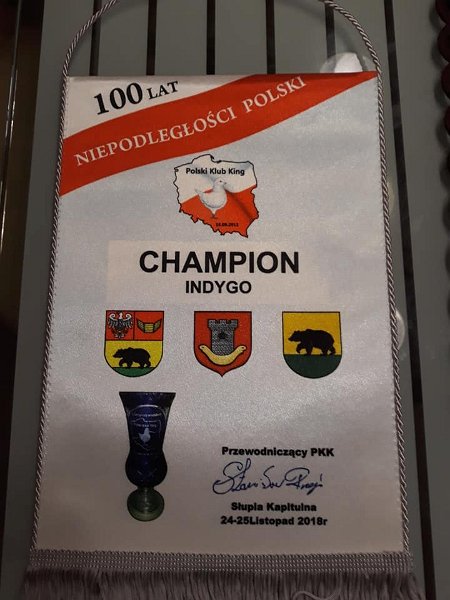 100 LAT
NIEPODLEGŁOŚCI POLSKI
Polski Klub King
CHAMPION
INDYGO
Przewodniczący PKK
Słupia Kapitulna
24-25Listopad 2018r